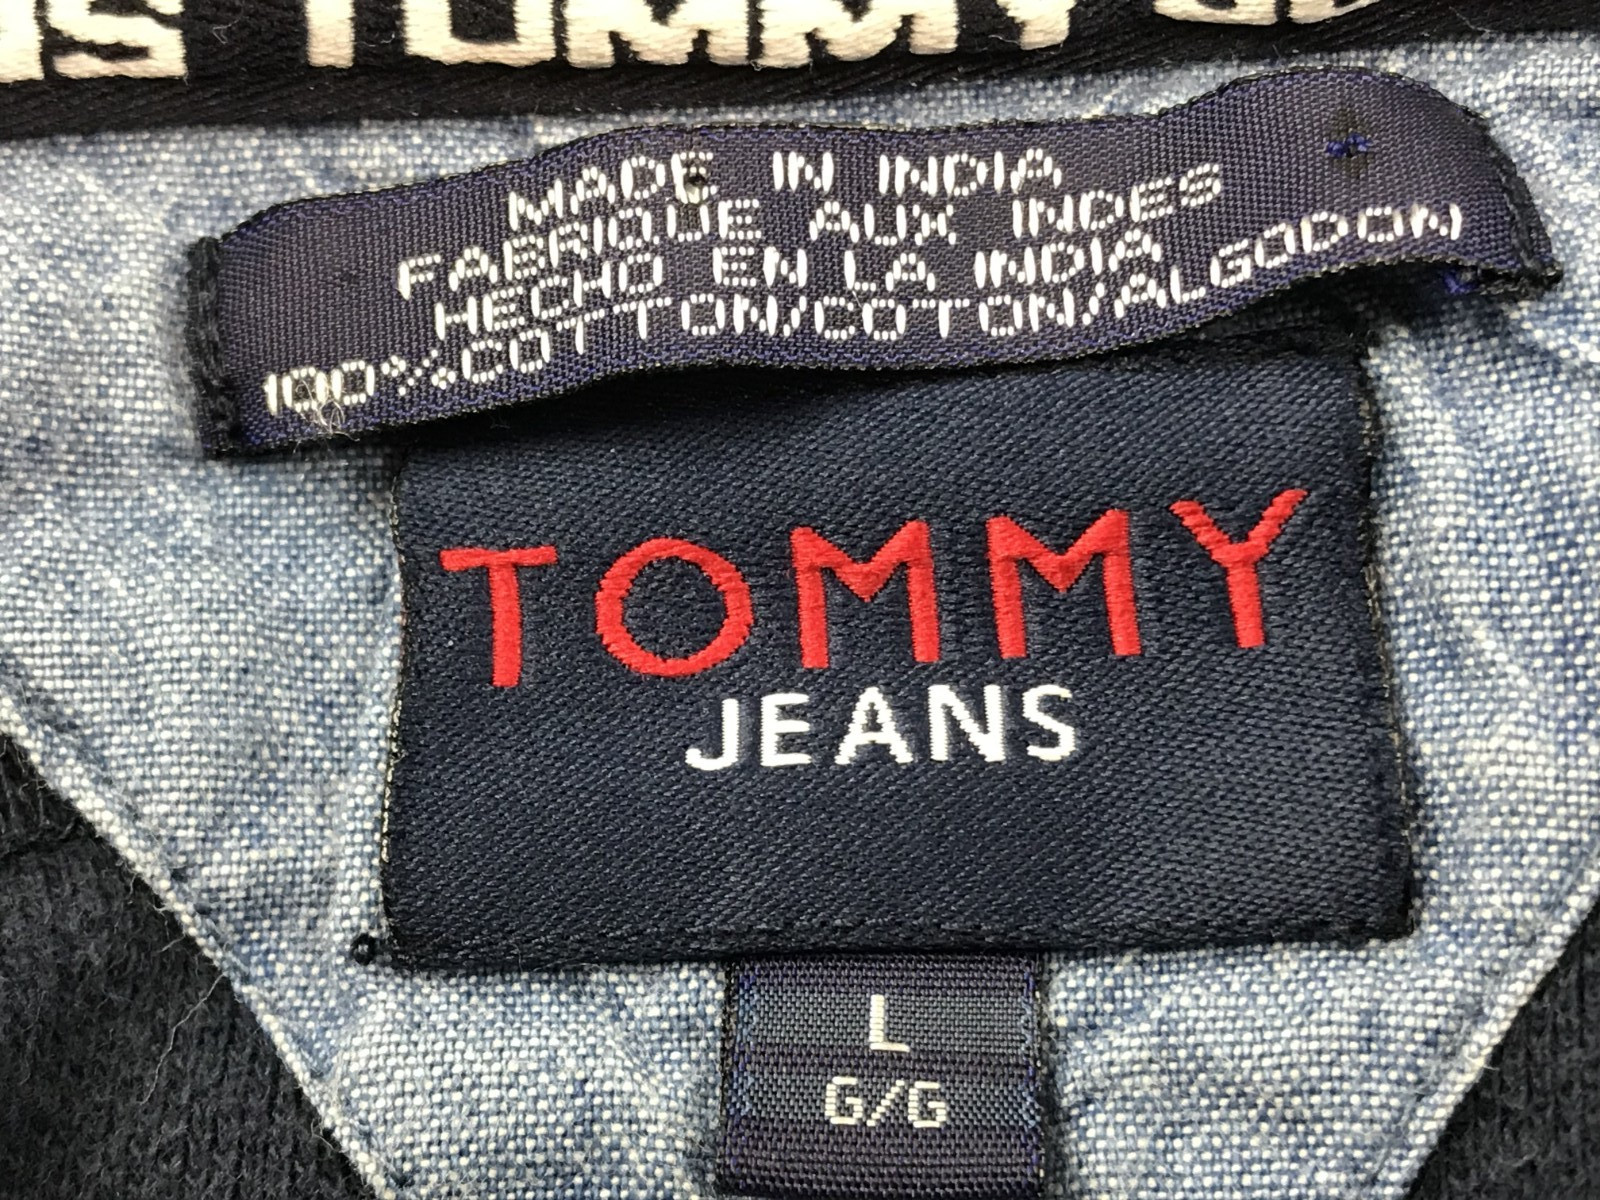 TOMMY
MADE IN INDIA
FABRIQUE AUX INDES
HECHO EN LA INDIA
100% COTTON/COTON/ALGODON
TOMMY
JEANS
L
G/G